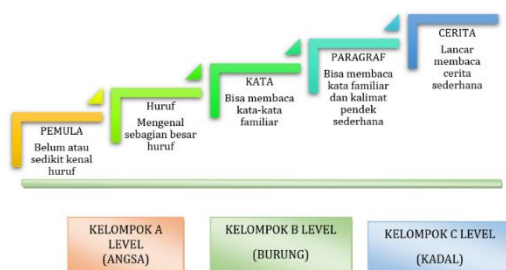 PEMULA
Belum atau
sedikit kenal
huruf
Huruf
Mengenal
sebagian besar
huruf
KATA
Bisa membaca
kata-kata
familiar
PARAGRAF
Bisa membaca
kata familiar
dan kalimat
pendek
sederhana
CERITA
Lancar
membaca
cerita
sederhana
KELOMPOK A
LEVEL
(ANGSA)
KELOMPOK B LEVEL
(BURUNG)
KELOMPOK C LEVEL
(KADAL)